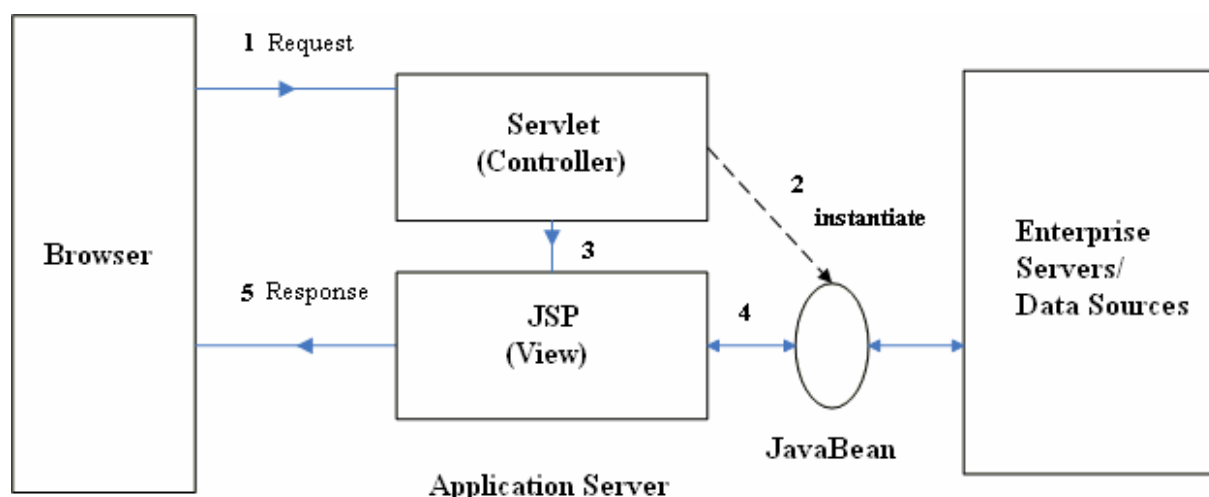 1 Request
Servlet
(Controller)
2
instantiate
Browser
3
Enterprise
Servers/
Data Sources
5 Response
JSP
(View)
4
JavaBean
Application Server